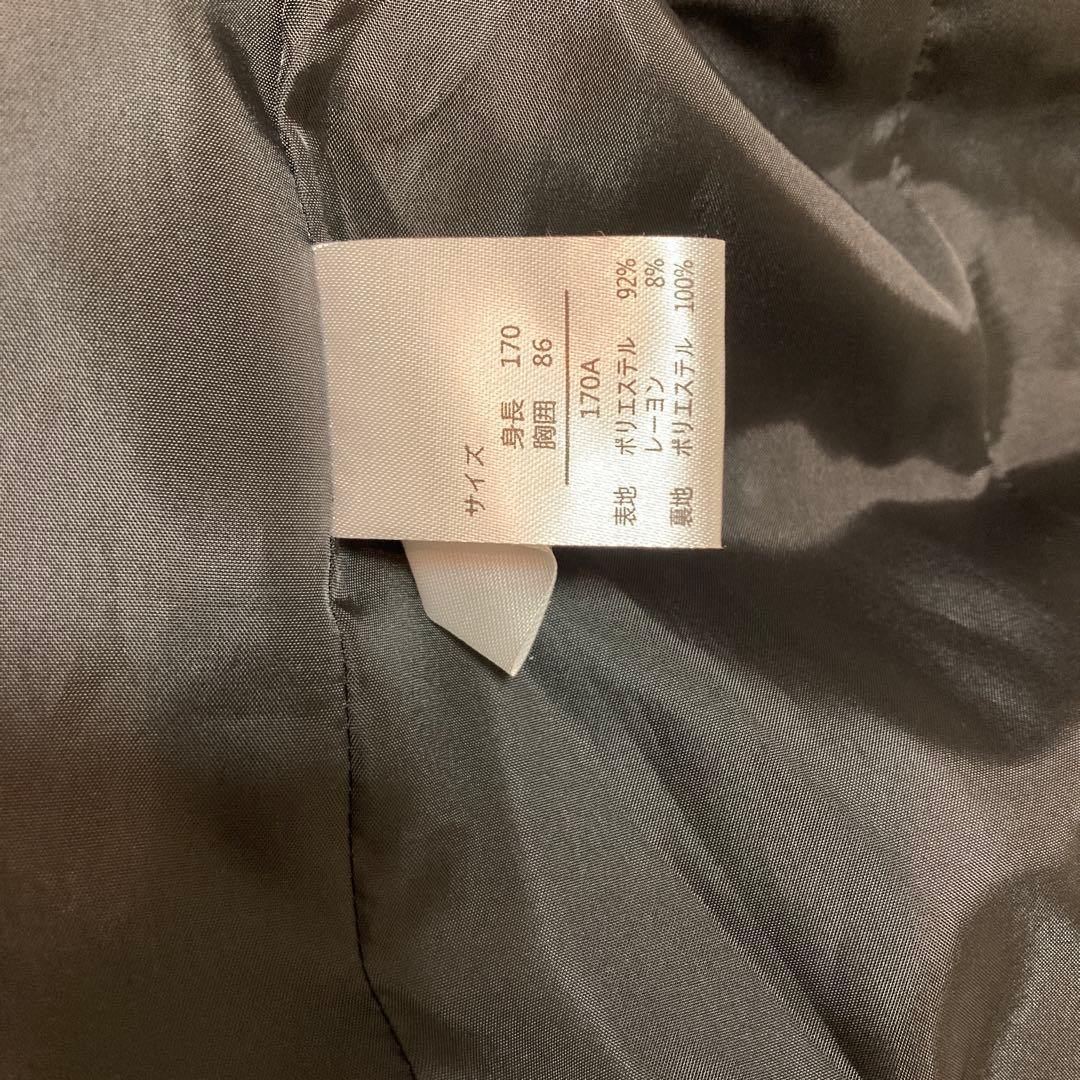 サイズ
身長 170
胸囲 86
170A
表地 ポリエステル 92%
レーヨン 8%
裏地 ポリエステル 100%